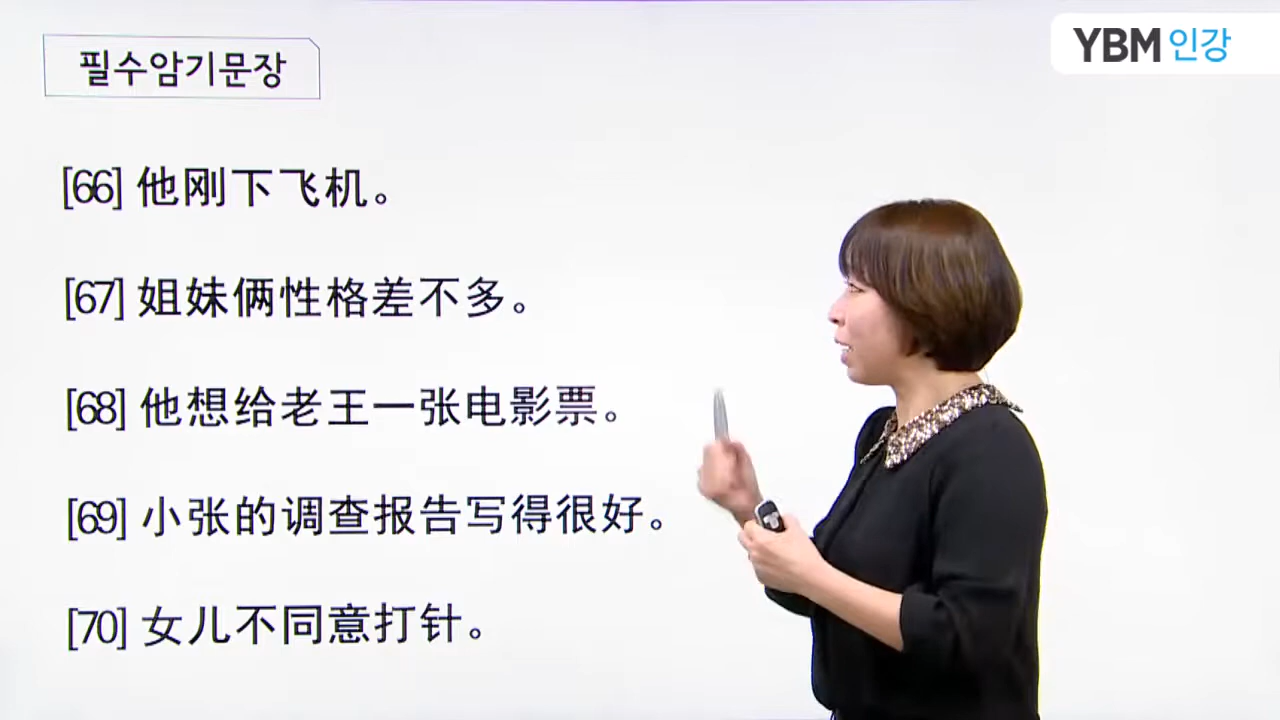 필수암기문장
YBM 인강
[66] 他刚下飞机。
[67] 姐妹俩性格差不多。
[68] 他想给老王一张电影票。
[69] 小张的调查报告写得很好。
[70] 女儿不同意打针。